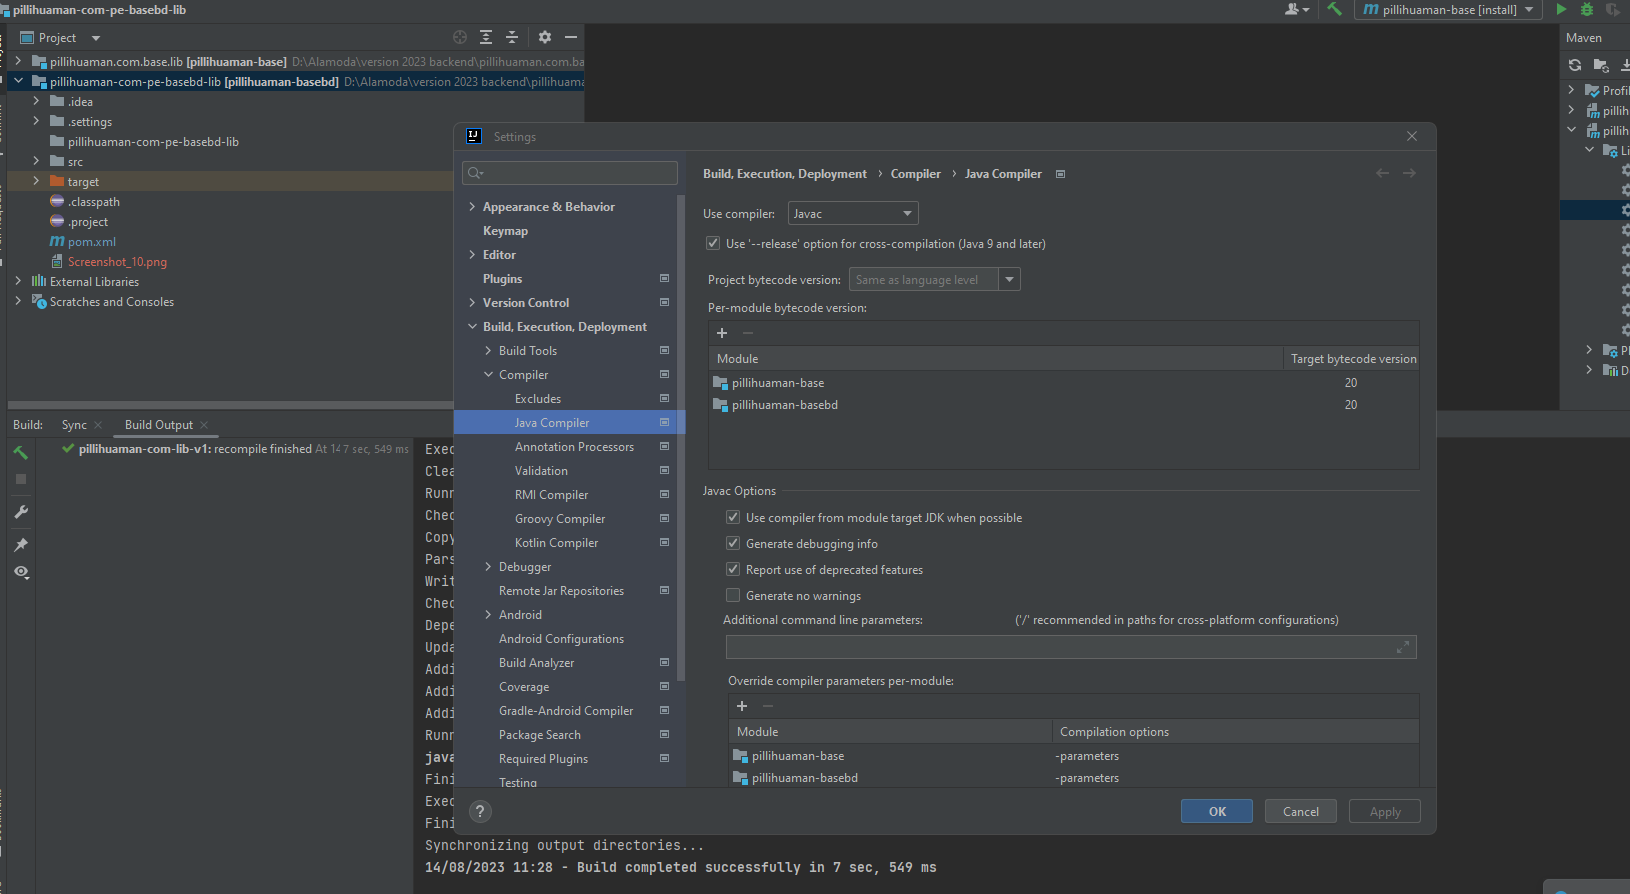 pillihuaman-com-pe-basebd-lib
pillihuaman-base [install]
Project
Maven
pillihuaman.com.base.lib [pillihuaman-base] D:\Alamoda\version 2023 backend\pillihuaman.com.ba
pillihuaman-com-pe-basebd-lib [pillihuaman-basebd] D:\Alamoda\version 2023 backend\pillihuama
.idea
.settings
pillihuaman-com-pe-basebd-lib
src
target
.classpath
.project
pom.xml
Screenshot_10.png
External Libraries
Scratches and Consoles
Profil
pillih
pillih
Li
Pl
D
Settings
Appearance & Behavior
Keymap
Editor
Plugins
Version Control
Build, Execution, Deployment
Build Tools
Compiler
Excludes
Java Compiler
Annotation Processors
Validation
RMI Compiler
Groovy Compiler
Kotlin Compiler
Debugger
Remote Jar Repositories
Android
Android Configurations
Build Analyzer
Coverage
Gradle-Android Compiler
Package Search
Required Plugins
Testing
Build, Execution, Deployment › Compiler › Java Compiler
Use compiler: Javac
Use '--release' option for cross-compilation (Java 9 and later)
Project bytecode version: Same as language level
Per-module bytecode version:
Module Target bytecode version
pillihuaman-base 20
pillihuaman-basebd 20
Javac Options
Use compiler from module target JDK when possible
Generate debugging info
Report use of deprecated features
Generate no warnings
Additional command line parameters: ('/' recommended in paths for cross-platform configurations)
Override compiler parameters per-module:
Module Compilation options
pillihuaman-base -parameters
pillihuaman-basebd -parameters
? OK Cancel Apply
Build: Sync Build Output
pillihuaman-com-lib-v1: recompile finished At 14 7 sec, 549 ms
Exec
Clea
Runn
Chec
Copy
Pars
Writ
Chec
Depe
Upda
Addi
Addi
Addi
Runn
java
Fini
Exec
Fini
Synchronizing output directories...
14/08/2023 11:28 - Build completed successfully in 7 sec, 549 ms